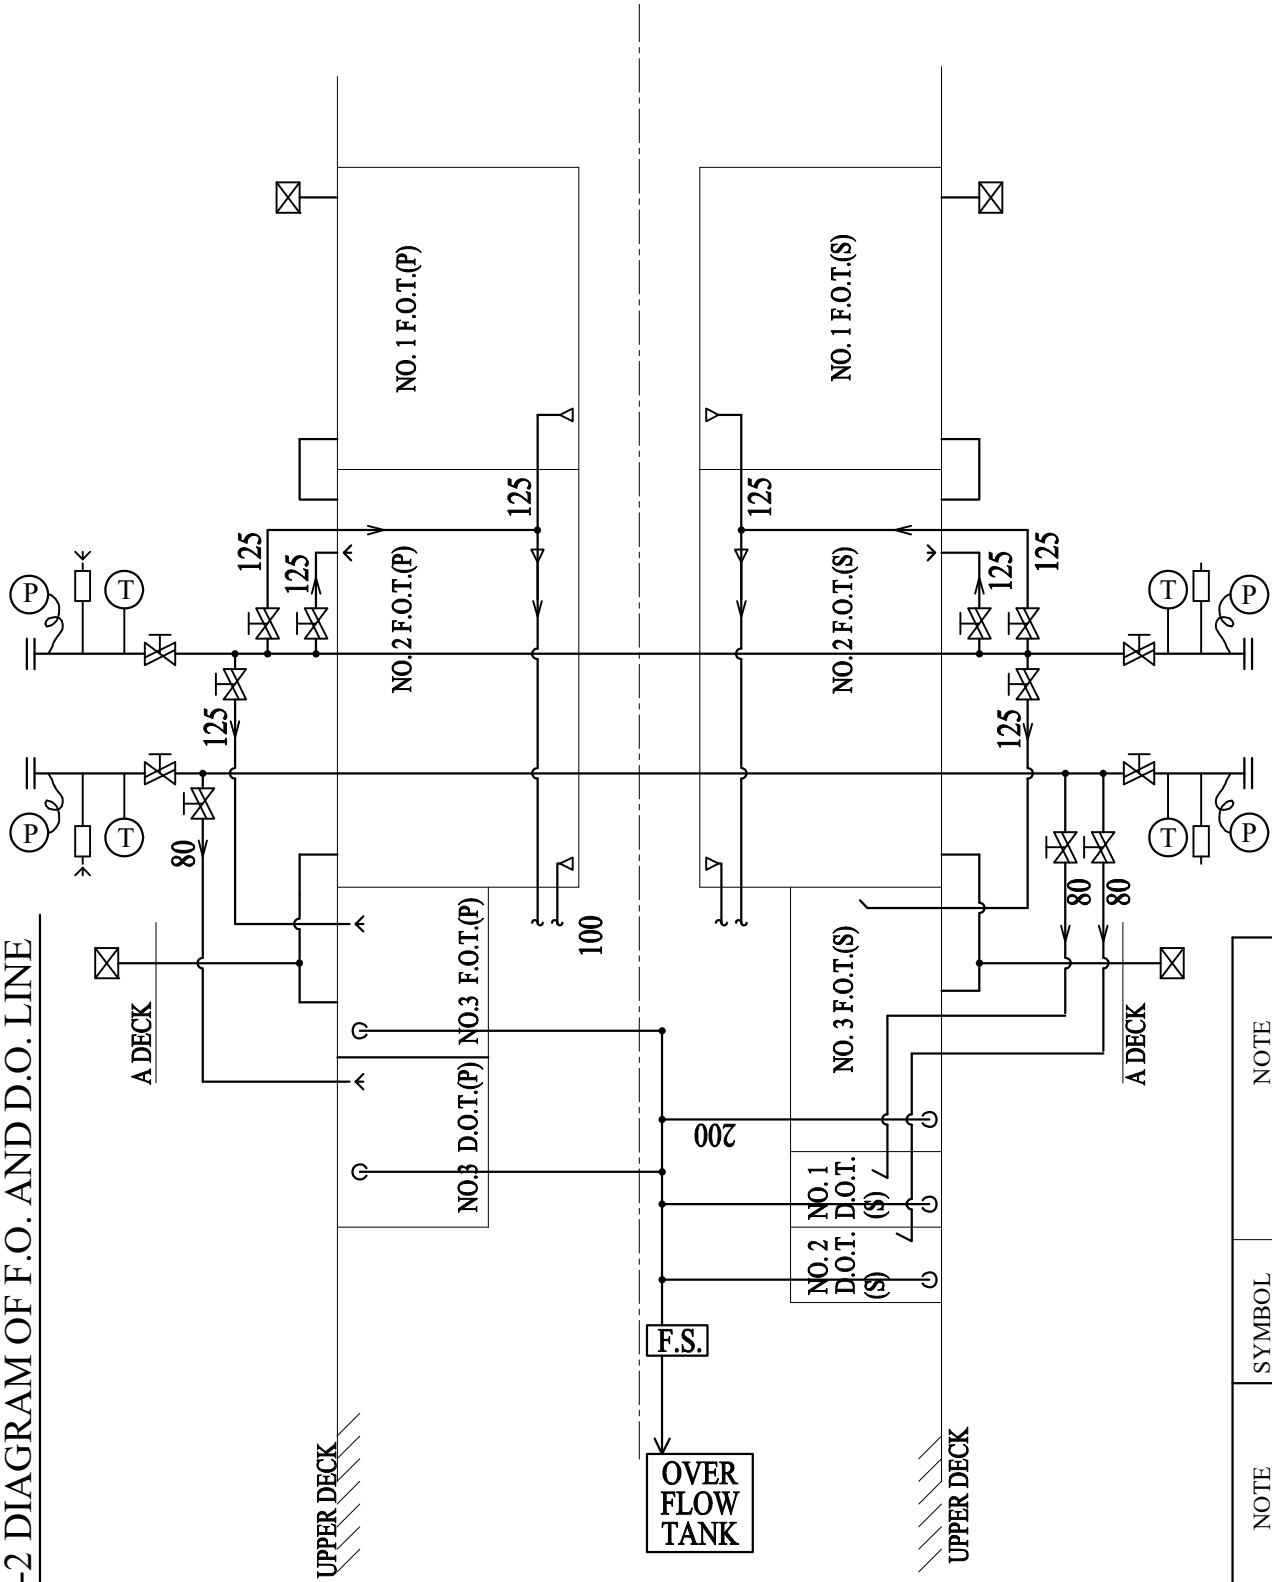 -2 DIAGRAM OF F.O. AND D.O. LINE
NO. 1 F.O.T.(P)
NO. 1 F.O.T.(S)
125
125
125
125
125
125
P
T
T
P
NO. 2 F.O.T.(P)
NO. 2 F.O.T.(S)
125
125
P
T
T
P
80
80
80
100
A DECK
NO.3 F.O.T.(P)
NO. 3 F.O.T.(S)
A DECK
NO.3 D.O.T.(P)
200
NO. 1
D.O.T.
(S)
NO. 2
D.O.T.
(S)
F.S.
OVER
FLOW
TANK
UPPER DECK
UPPER DECK
NOTE
SYMBOL
NOTE